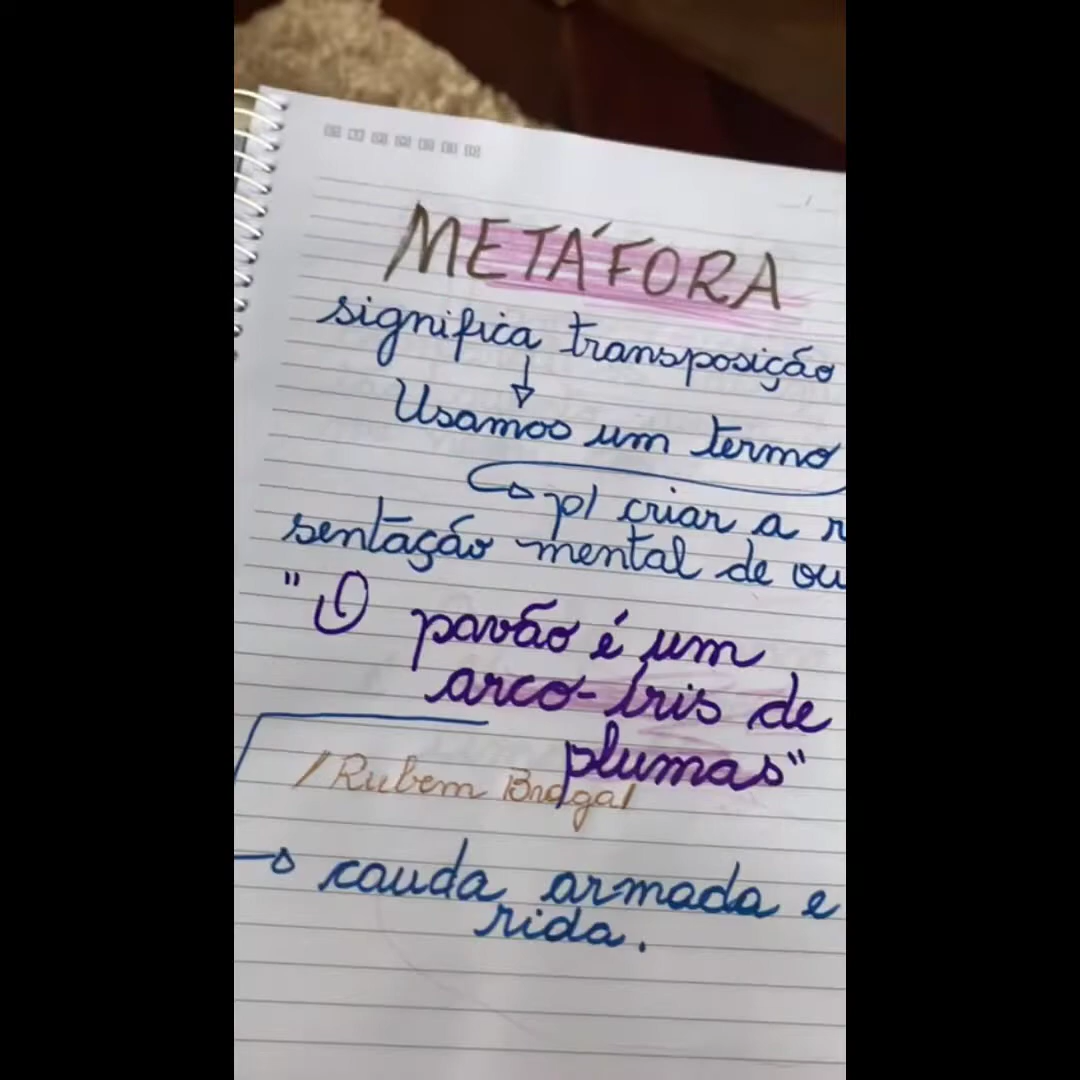 METÁFORA
significa transposição
Usamos um termo
p/ criar a r
sentação mental de ou
"O pavão é um
arco-íris de
plumas"
/Rubem Braga/
cauda armada e
rida.